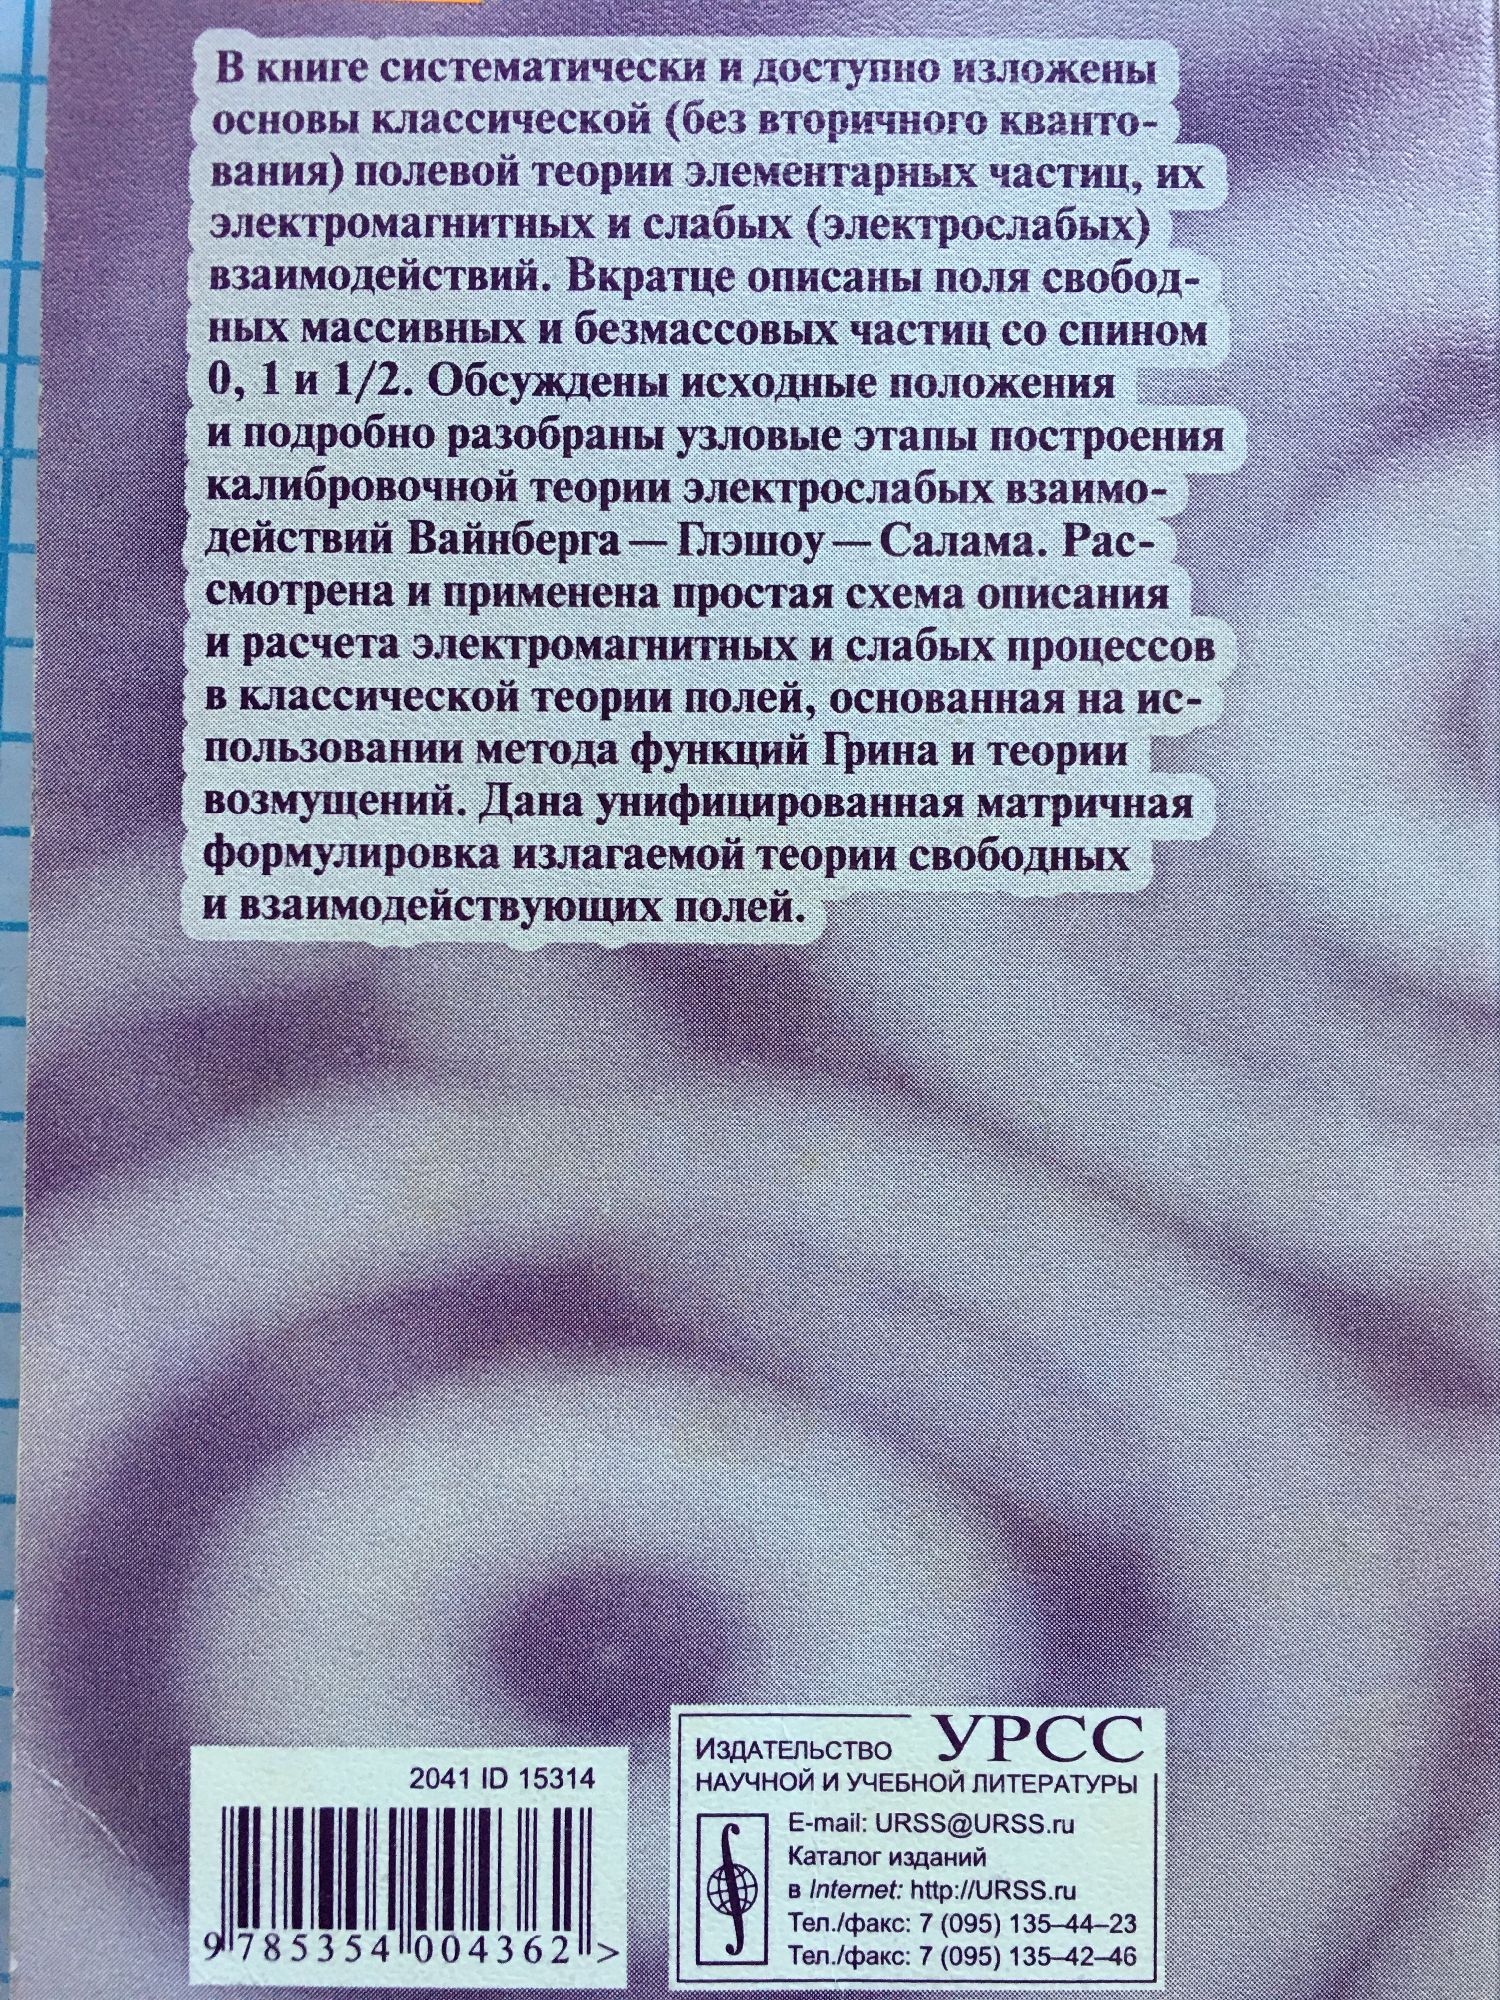 В книге систематически и доступно изложены
основы классической (без вторичного кванто-
вания) полевой теории элементарных частиц, их
электромагнитных и слабых (электрослабых)
взаимодействий. Вкратце описаны поля свобод-
ных массивных и безмассовых частиц со спином
0, 1 и 1/2. Обсуждены исходные положения
и подробно разобраны узловые этапы построения
калибровочной теории электрослабых взаимо-
действий Вайнберга — Глэшоу — Салама. Рас-
смотрена и применена простая схема описания
и расчета электромагнитных и слабых процессов
в классической теории полей, основанная на ис-
пользовании метода функций Грина и теории
возмущений. Дана унифицированная матричная
формулировка излагаемой теории свободных
и взаимодействующих полей.
2041 ID 15314
9 785354 004362 >
Издательство УРСС
научной и учебной литературы
E-mail: URSS@URSS.ru
Каталог изданий
в Internet: http://URSS.ru
Тел./факс: 7 (095) 135–44–23
Тел./факс: 7 (095) 135–42–46